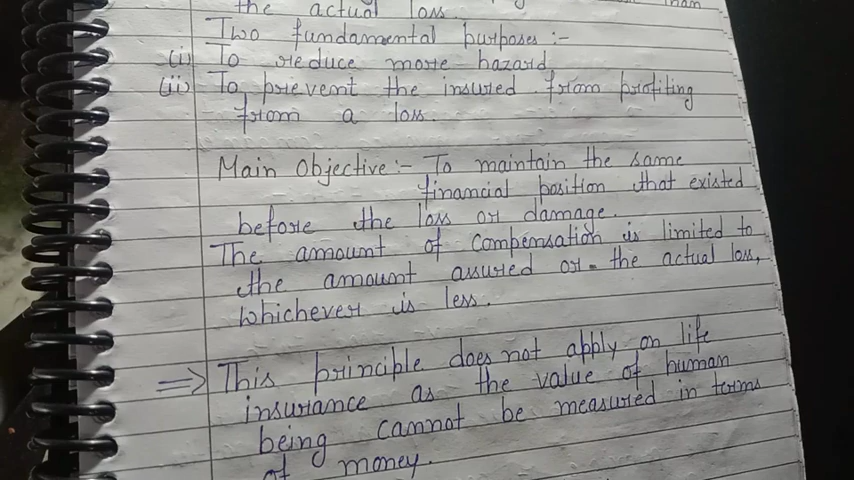 the actual loss. than
Two fundamental purposes :-
(i) To reduce more hazard
(ii) To prievent the insured from profiting
from a loss.
Main Objective :- To maintain the same
financial position that existed
before the loss or damage.
The amount of compensation is limited to
the amount assured or the actual loss,
whichever is less.
⇒ This principle does not apply on life
insurance as the value of human
being cannot be measured in terms
of money.